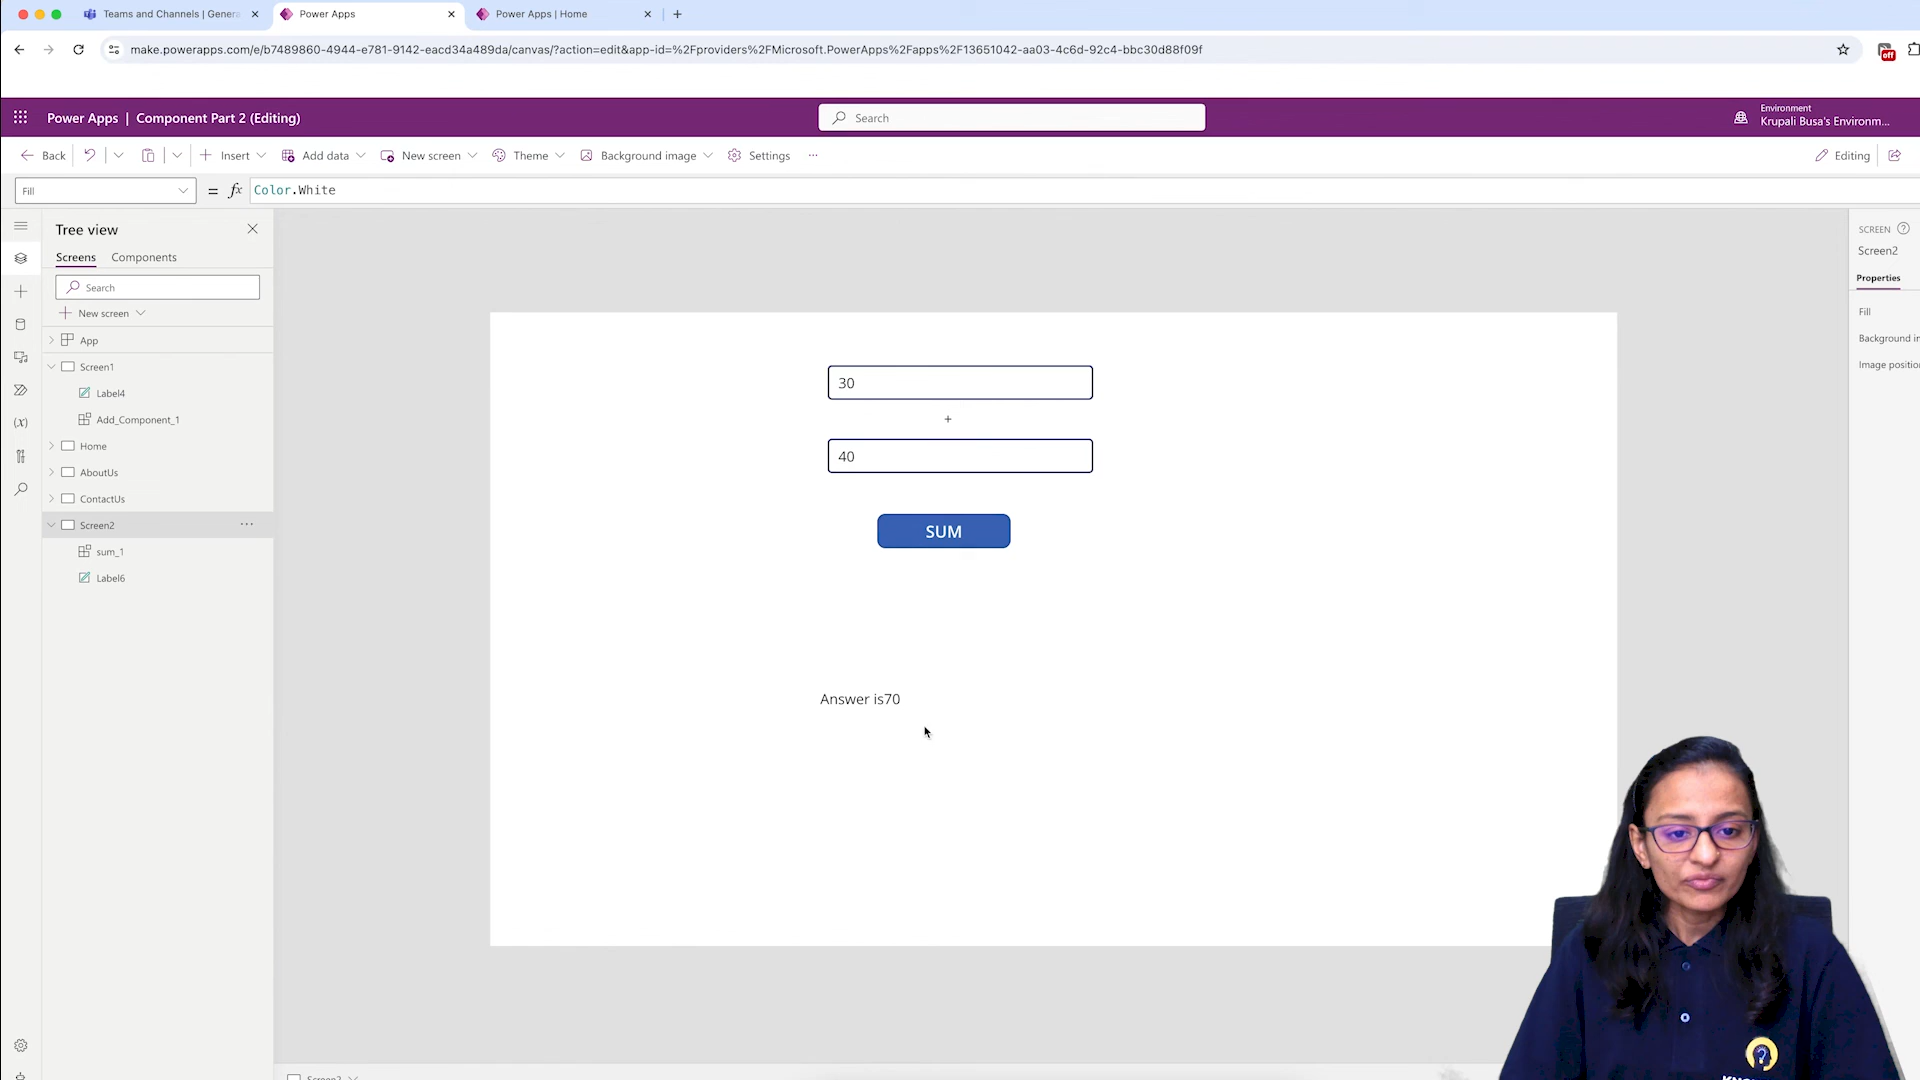 Teams and Channels | Genera
Power Apps
Power Apps | Home
make.powerapps.com/e/b7489860-4944-e781-9142-eacd34a489da/canvas/?action=edit&app-id=%2Fproviders%2FMicrosoft.PowerApps%2Fapps%2F13651042-aa03-4c6d-92c4-bbc30d88f09f
off
Power Apps | Component Part 2 (Editing)
Search
Environment
Krupali Busa's Environm...
Back
Insert
Add data
New screen
Theme
Background image
Settings
Editing
Fill
= fx Color.White
Tree view
Screens
Components
Search
New screen
App
Screen1
Label4
Add_Component_1
Home
AboutUs
ContactUs
Screen2
sum_1
Label6
30
+
40
SUM
Answer is70
SCREEN
Screen2
Properties
Fill
Background in
Image positio
Screen2